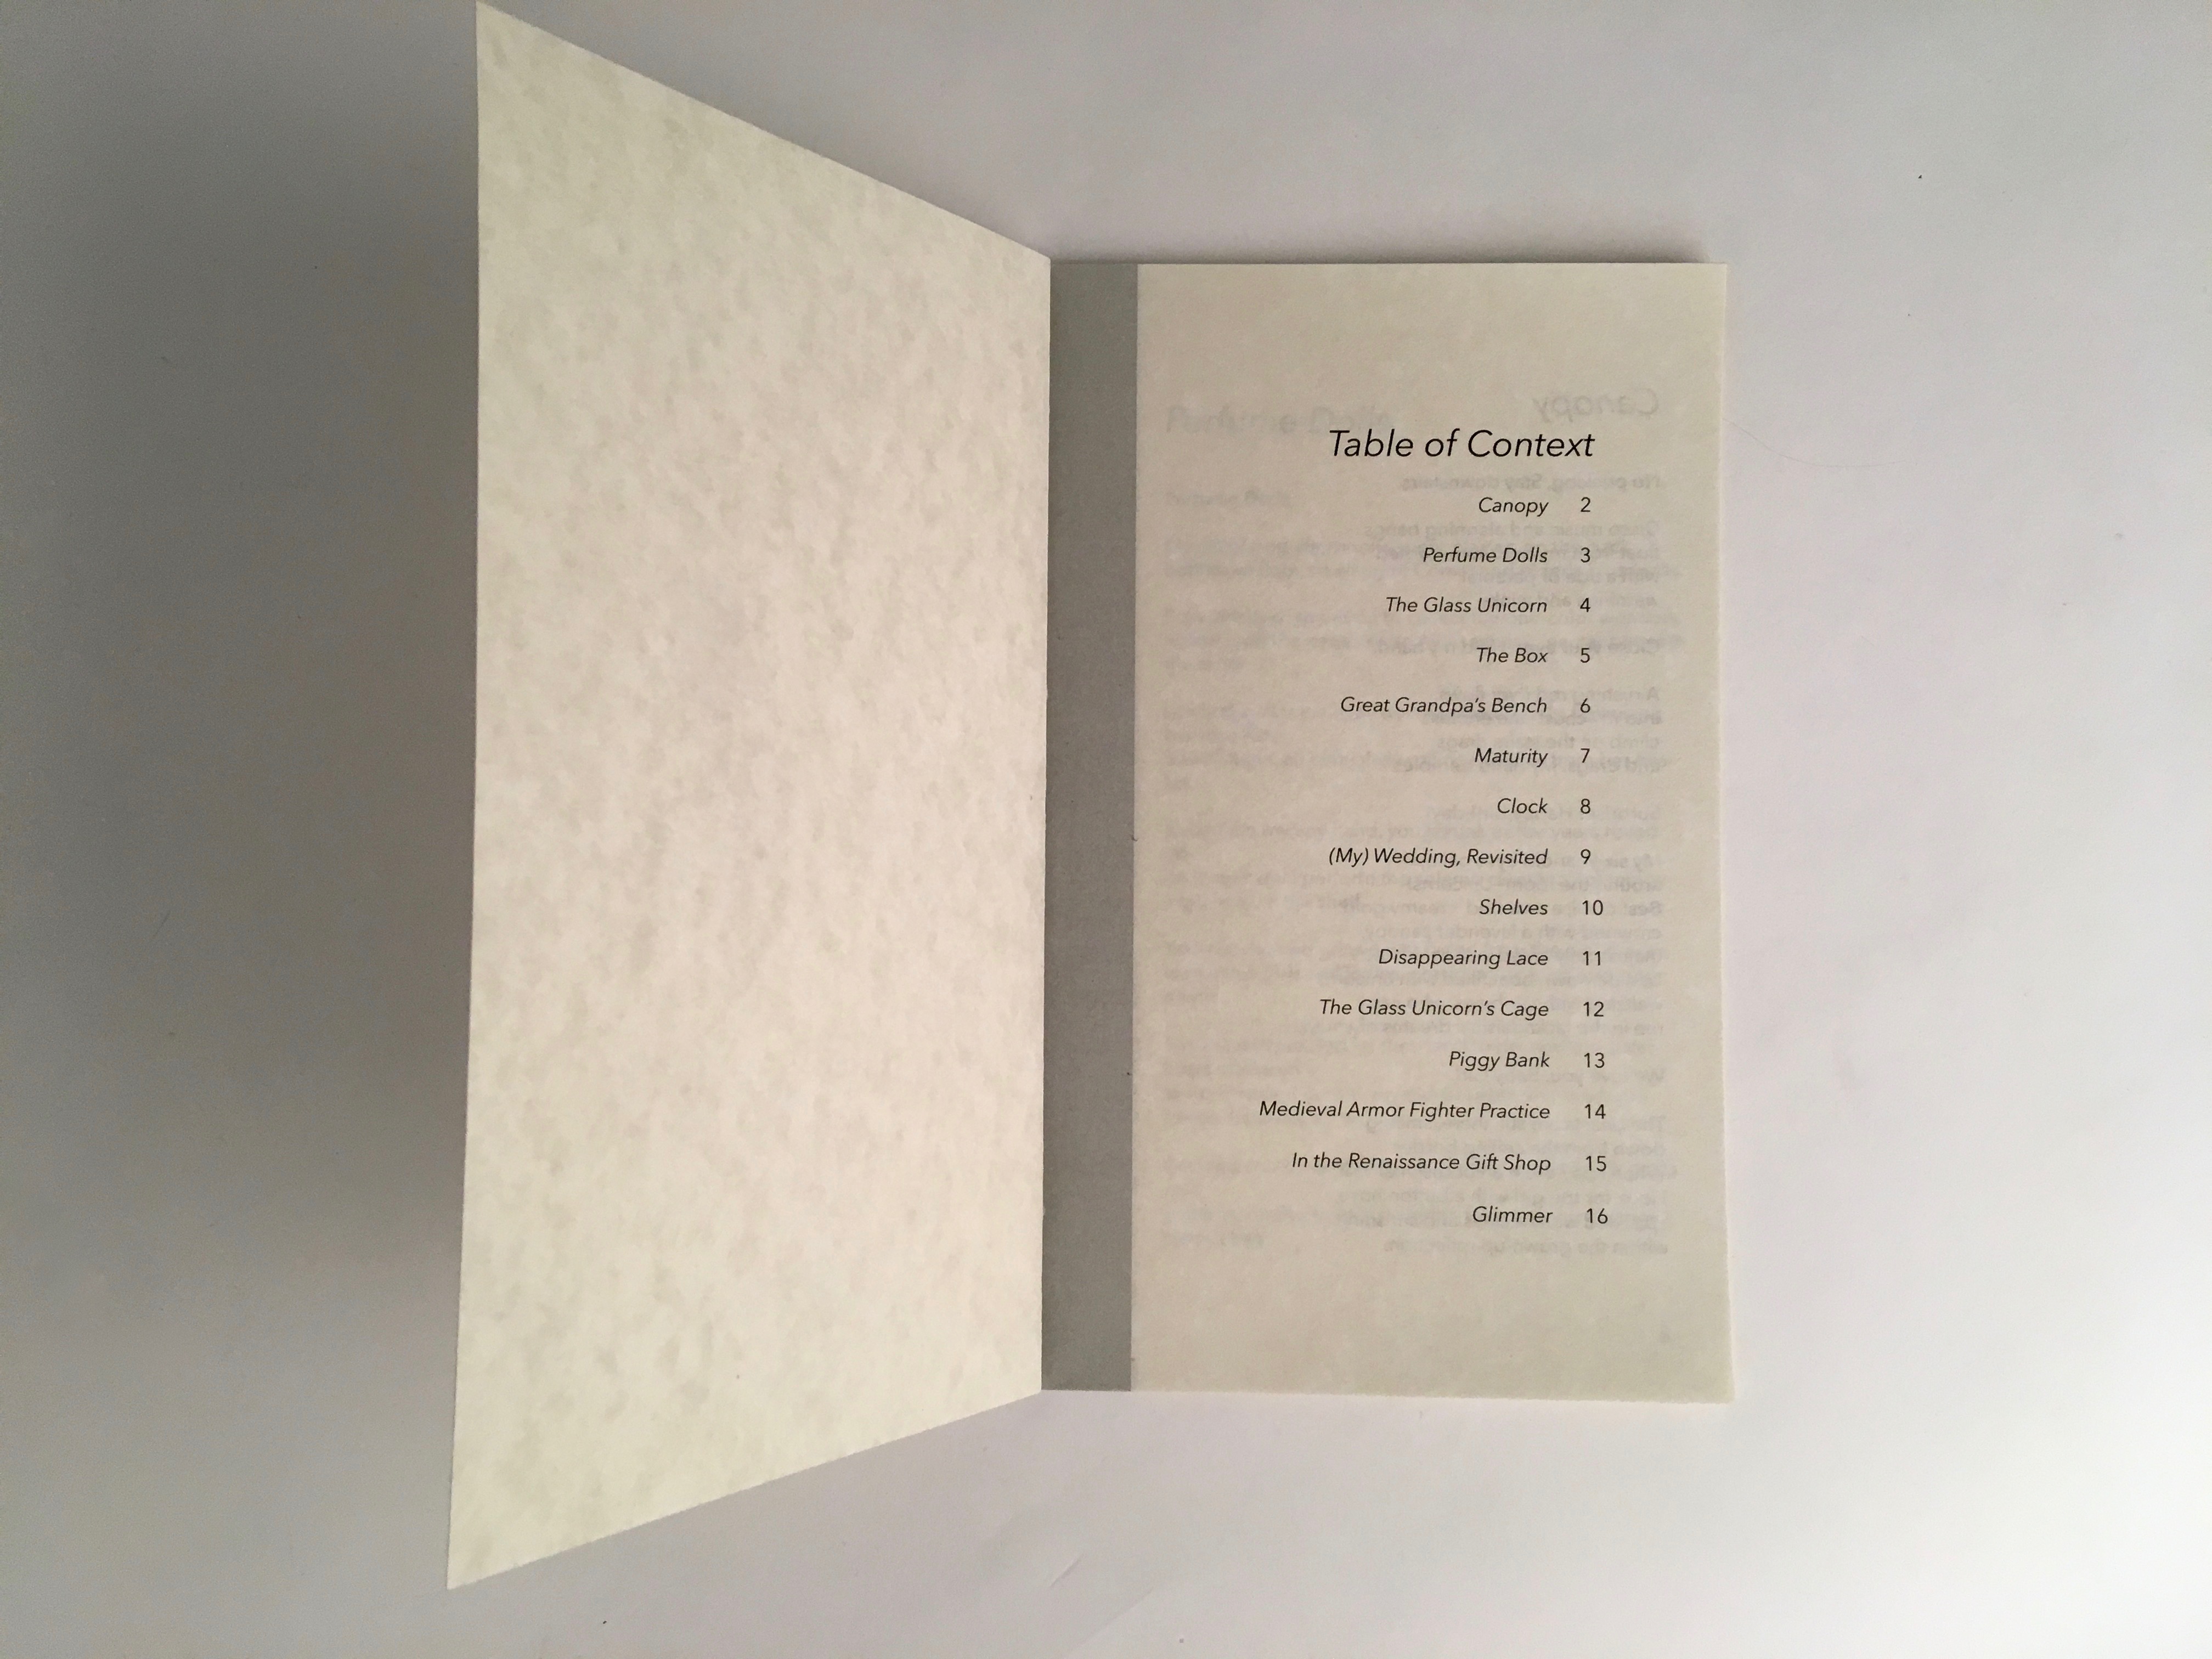 Table of Context
Canopy 2
Perfume Dolls 3
The Glass Unicorn 4
The Box 5
Great Grandpa's Bench 6
Maturity 7
Clock 8
(My) Wedding, Revisited 9
Shelves 10
Disappearing Lace 11
The Glass Unicorn's Cage 12
Piggy Bank 13
Medieval Armor Fighter Practice 14
In the Renaissance Gift Shop 15
Glimmer 16